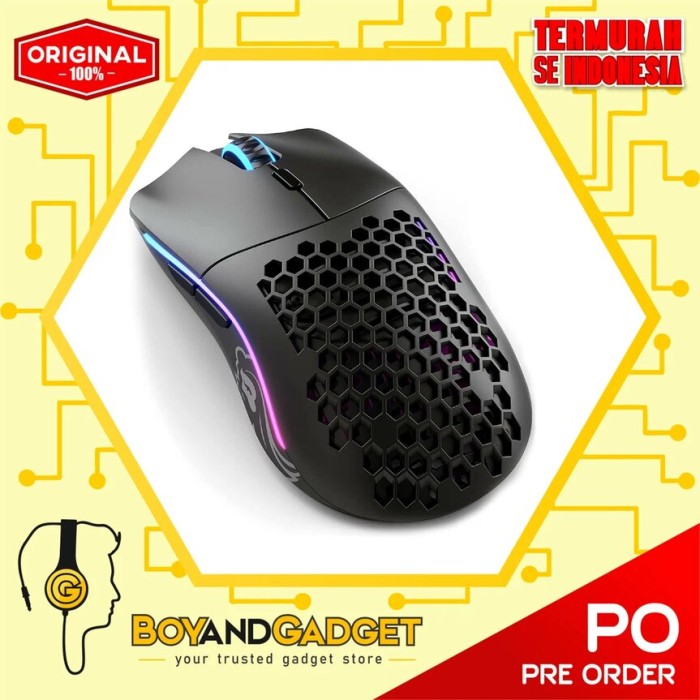 ORIGINAL
100%
TERMURAH
SE INDONESIA
G
BOYANDGADGET
your trusted gadget store
PO
PRE ORDER